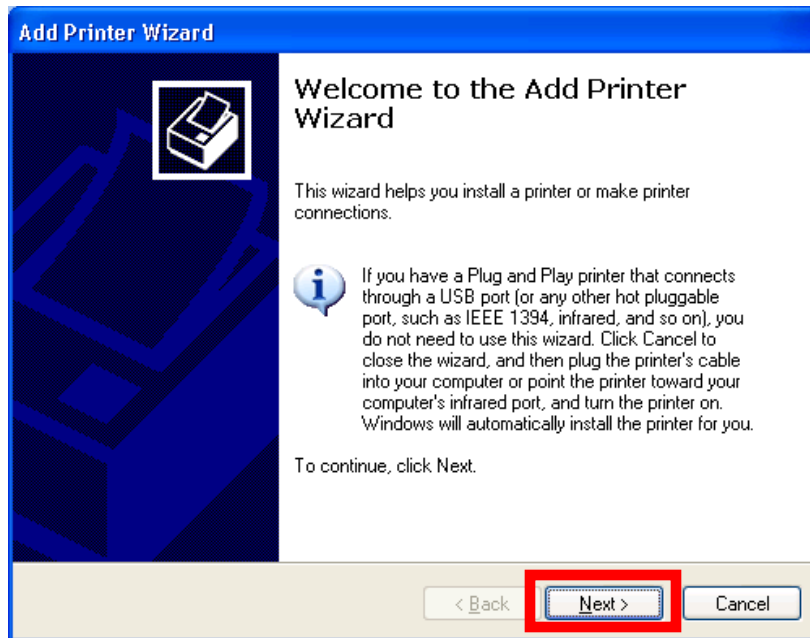 Add Printer Wizard
Welcome to the Add Printer
Wizard
This wizard helps you install a printer or make printer
connections.
If you have a Plug and Play printer that connects
through a USB port (or any other hot pluggable
port, such as IEEE 1394, infrared, and so on), you
do not need to use this wizard. Click Cancel to
close the wizard, and then plug the printer's cable
into your computer or point the printer toward your
computer's infrared port, and turn the printer on.
Windows will automatically install the printer for you.
To continue, click Next.
< Back Next > Cancel